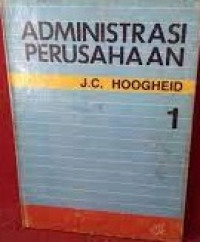 ADMINISTRASI
PERUSAHAAN
J.C. HOOGHEID
1